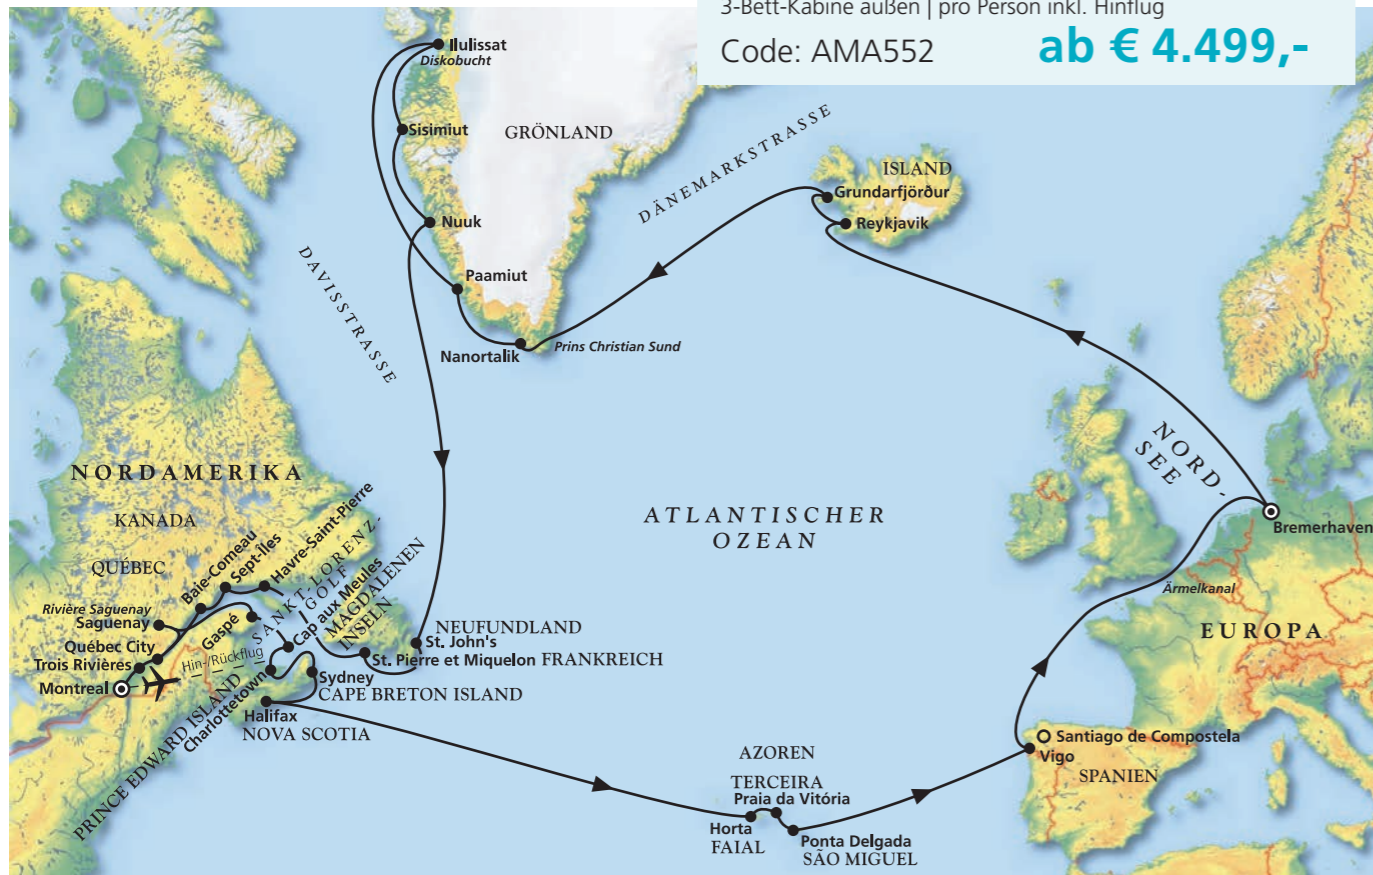 3-Bett-Kabine außen | pro Person inkl. Hinflug
Code: AMA552
ab € 4.499,-
Ilulissat
Diskobucht
Sisimiut
GRÖNLAND
Nuuk
Paamiut
Nanortalik
Prins Christian Sund
DÄNEMARKSTRASSE
ISLAND
Grundarfjörður
Reykjavik
DAVISSTRASSE
NORDAMERIKA
KANADA
QUÉBEC
Baie-Comeau
Sept-Îles
Havre-Saint-Pierre
SANKT-LORENZ-
GOLF
MAGDALENEN
INSELN
Cap aux Meules
Rivière Saguenay
Saguenay
Gaspé
Québec City
Trois Rivières
Hin-/Rückflug
Montreal
NEUFUNDLAND
St. John's
St. Pierre et Miquelon FRANKREICH
Sydney
CAPE BRETON ISLAND
Charlottetown
PRINCE EDWARD ISLAND
Halifax
NOVA SCOTIA
ATLANTISCHER
OZEAN
NORD-
SEE
Bremerhaven
Ärmelkanal
EUROPA
Santiago de Compostela
Vigo
SPANIEN
AZOREN
TERCEIRA
Praia da Vitória
Horta
FAIAL
Ponta Delgada
SÃO MIGUEL